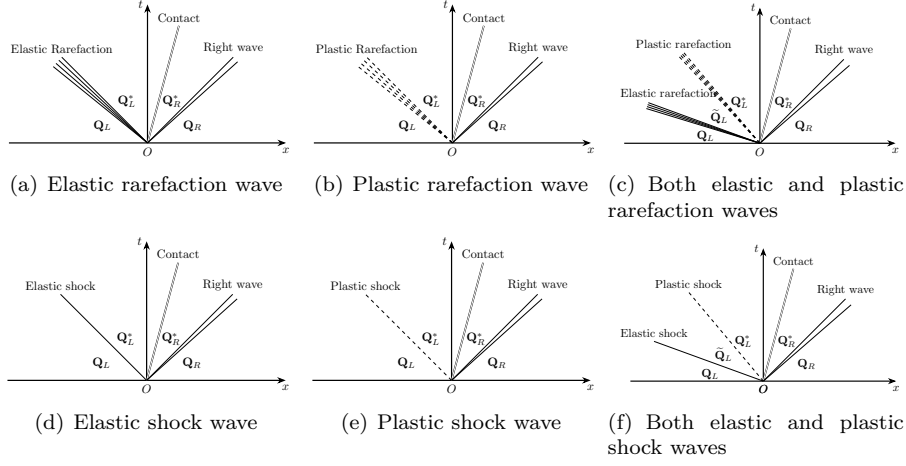 t
Contact
Elastic Rarefaction
Right wave
Q*L
Q*R
QL
QR
O
x
(a) Elastic rarefaction wave
t
Contact
Plastic Rarefaction
Right wave
Q*L
Q*R
QL
QR
O
x
(b) Plastic rarefaction wave
t
Contact
Plastic rarefaction
Right wave
Elastic rarefaction
Q*L
Q*R
Q̃L
QL
QR
O
x
(c) Both elastic and plastic
rarefaction waves
t
Contact
Elastic shock
Right wave
Q*L
Q*R
QL
QR
O
x
(d) Elastic shock wave
t
Contact
Plastic shock
Right wave
Q*L
Q*R
QL
QR
O
x
(e) Plastic shock wave
t
Contact
Plastic shock
Right wave
Elastic shock
Q*L
Q*R
Q̃L
QL
QR
O
x
(f) Both elastic and plastic
shock waves